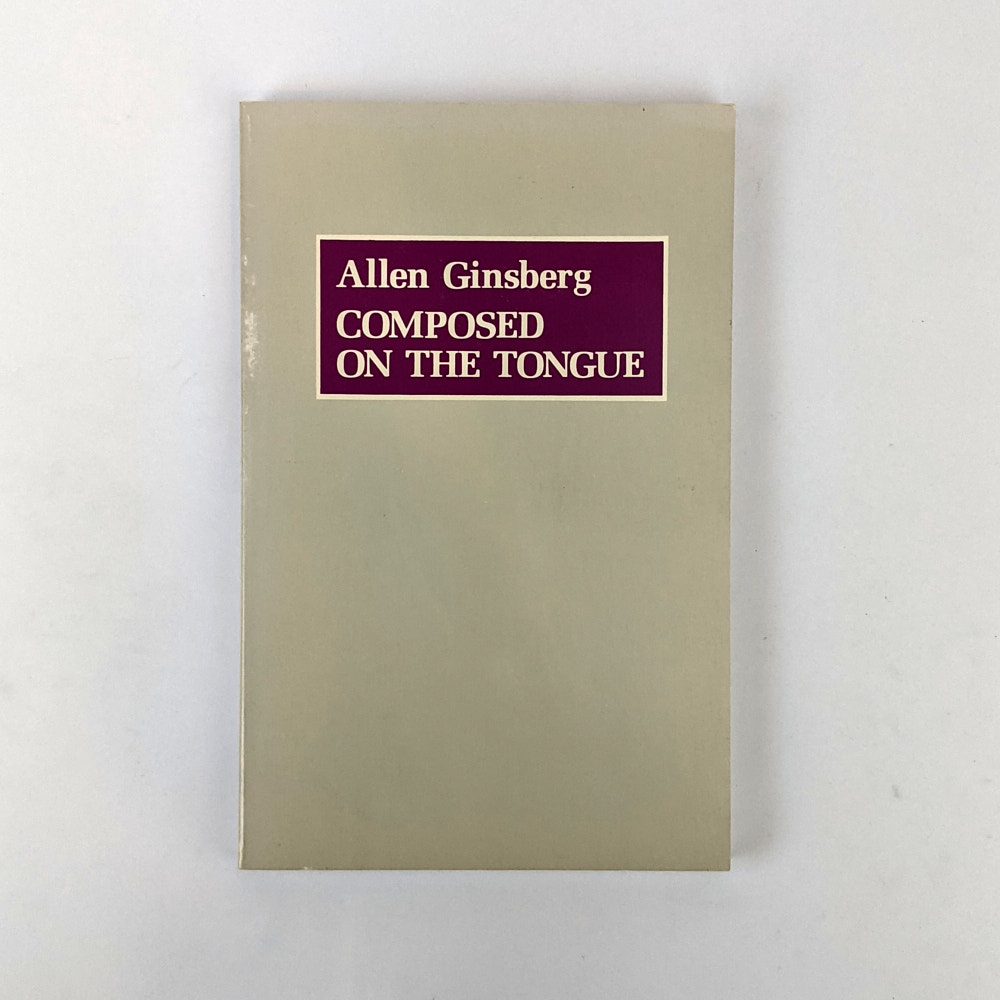 Allen Ginsberg
COMPOSED
ON THE TONGUE